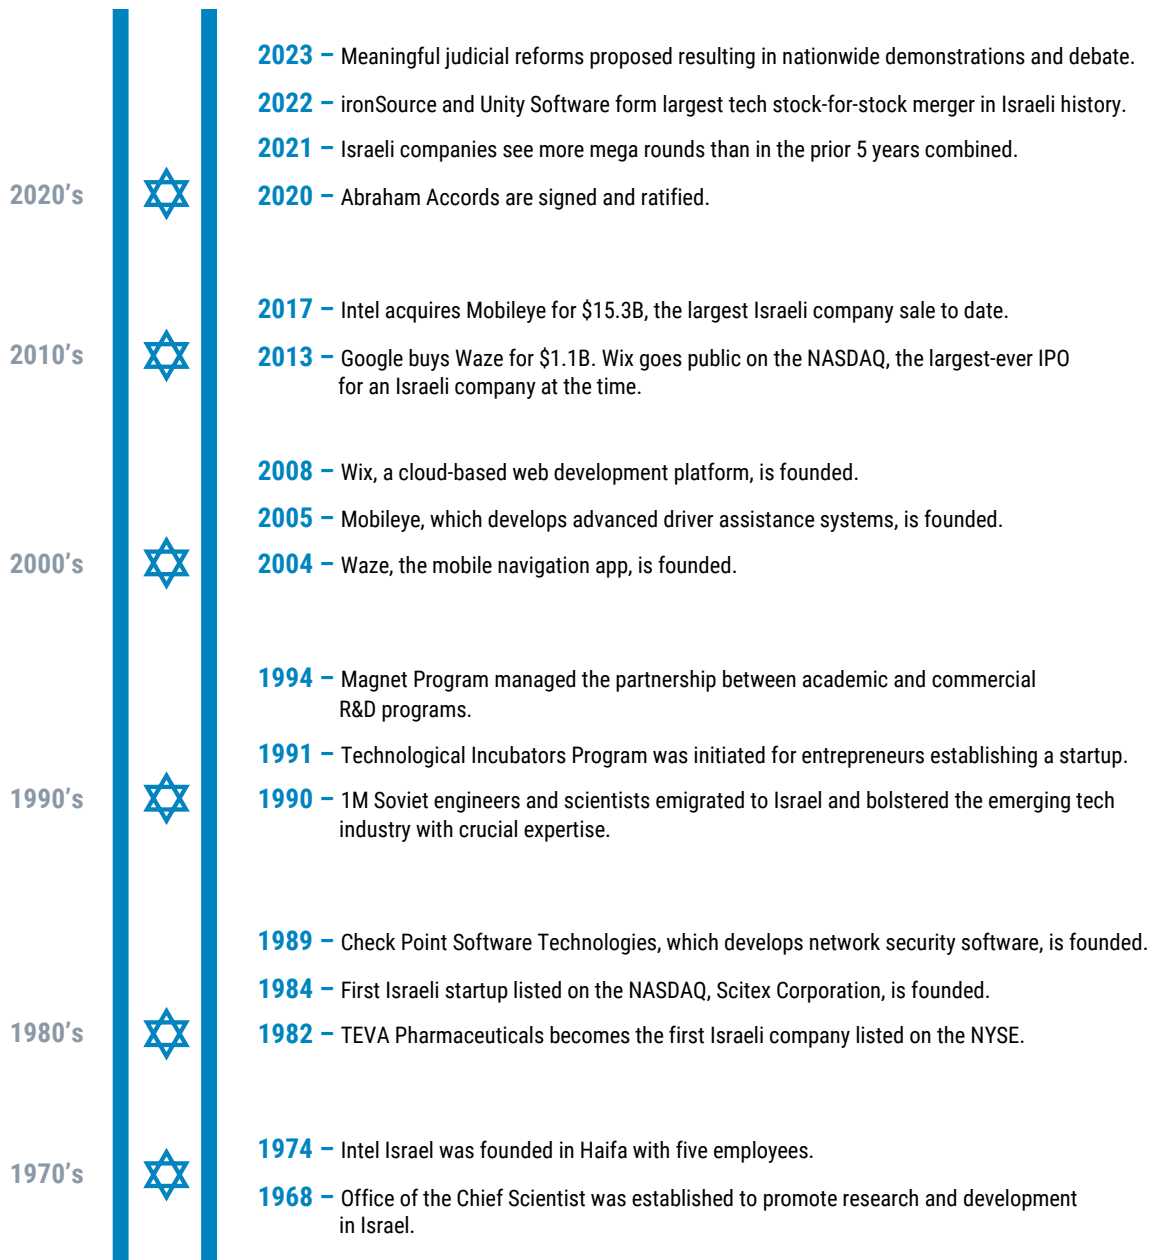 2023 – Meaningful judicial reforms proposed resulting in nationwide demonstrations and debate.
2022 – ironSource and Unity Software form largest tech stock-for-stock merger in Israeli history.
2021 – Israeli companies see more mega rounds than in the prior 5 years combined.
2020's
2020 – Abraham Accords are signed and ratified.
2017 – Intel acquires Mobileye for $15.3B, the largest Israeli company sale to date.
2010's
2013 – Google buys Waze for $1.1B. Wix goes public on the NASDAQ, the largest-ever IPO
for an Israeli company at the time.
2008 – Wix, a cloud-based web development platform, is founded.
2005 – Mobileye, which develops advanced driver assistance systems, is founded.
2000's
2004 – Waze, the mobile navigation app, is founded.
1994 – Magnet Program managed the partnership between academic and commercial
R&D programs.
1991 – Technological Incubators Program was initiated for entrepreneurs establishing a startup.
1990's
1990 – 1M Soviet engineers and scientists emigrated to Israel and bolstered the emerging tech
industry with crucial expertise.
1989 – Check Point Software Technologies, which develops network security software, is founded.
1984 – First Israeli startup listed on the NASDAQ, Scitex Corporation, is founded.
1980's
1982 – TEVA Pharmaceuticals becomes the first Israeli company listed on the NYSE.
1974 – Intel Israel was founded in Haifa with five employees.
1970's
1968 – Office of the Chief Scientist was established to promote research and development
in Israel.